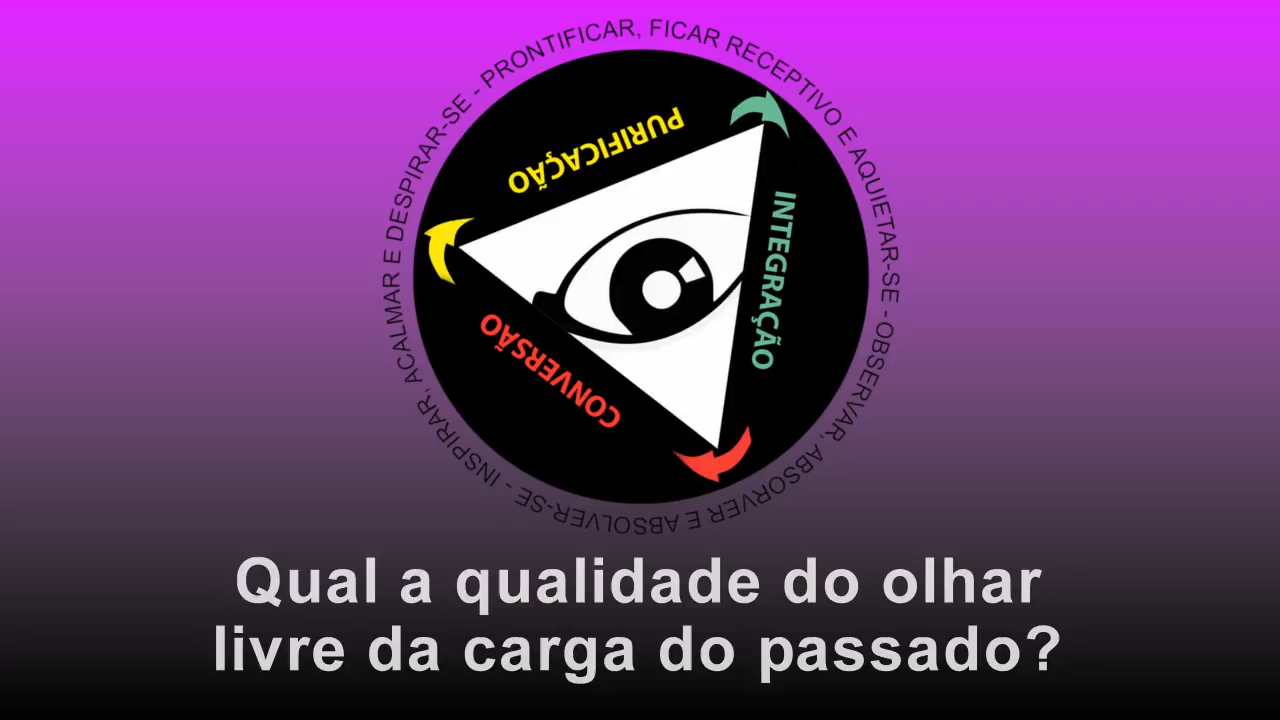 PRONTIFICAR, FICAR RECEPTIVO E AQUIETAR-SE - OBSERVAR, ABSORVER E ABSOLVER-SE - INSPIRAR, ACALMAR E DESPIRAR-SE -
PURIFICAÇÃO
INTEGRAÇÃO
CONVERSÃO
Qual a qualidade do olhar
livre da carga do passado?